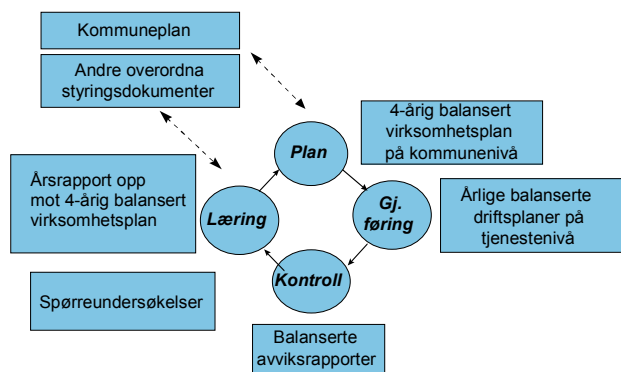 Kommuneplan
Andre overordna
styringsdokumenter
4-årig balansert
virksomhetsplan
på kommunenivå
Plan
Årsrapport opp
mot 4-årig balansert
virksomhetsplan
Læring
Gj.
føring
Årlige balanserte
driftsplaner på
tjenestenivå
Kontroll
Spørreundersøkelser
Balanserte
avviksrapporter